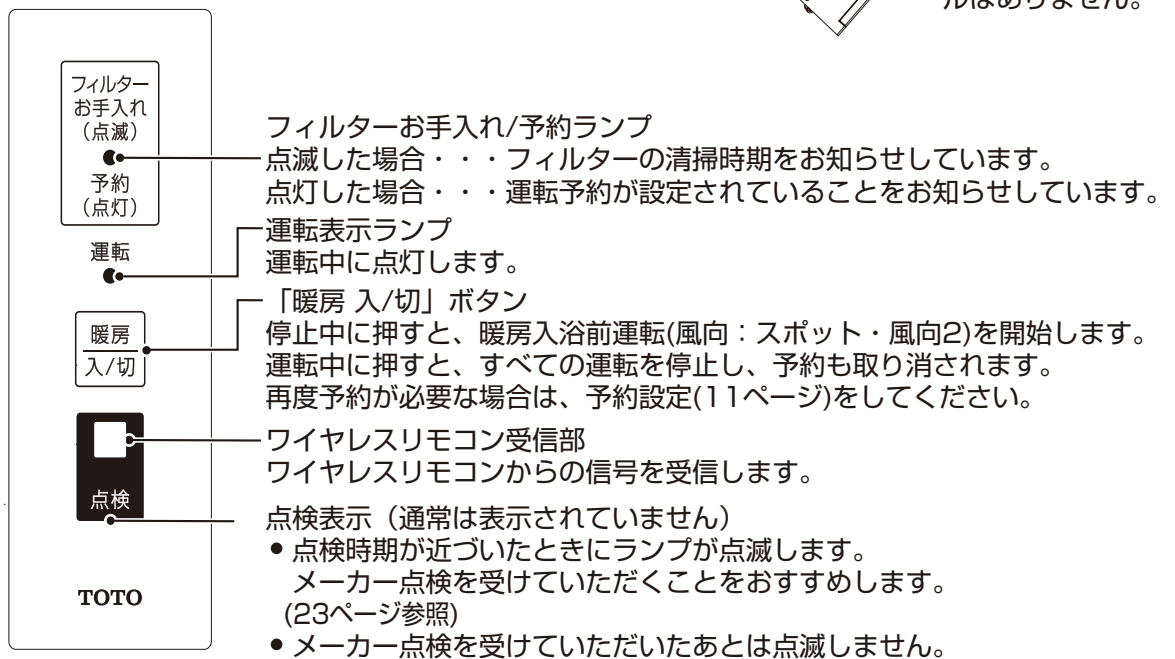 ルはありません。
フィルター
お手入れ
（点滅）
予約
（点灯）
運転
暖房
入/切
点検
TOTO
フィルターお手入れ/予約ランプ
点滅した場合・・・フィルターの清掃時期をお知らせしています。
点灯した場合・・・運転予約が設定されていることをお知らせしています。
運転表示ランプ
運転中に点灯します。
「暖房 入/切」ボタン
停止中に押すと、暖房入浴前運転(風向：スポット・風向2)を開始します。
運転中に押すと、すべての運転を停止し、予約も取り消されます。
再度予約が必要な場合は、予約設定(11ページ)をしてください。
ワイヤレスリモコン受信部
ワイヤレスリモコンからの信号を受信します。
点検表示（通常は表示されていません）
• 点検時期が近づいたときにランプが点滅します。
メーカー点検を受けていただくことをおすすめします。
(23ページ参照)
• メーカー点検を受けていただいたあとは点滅しません。